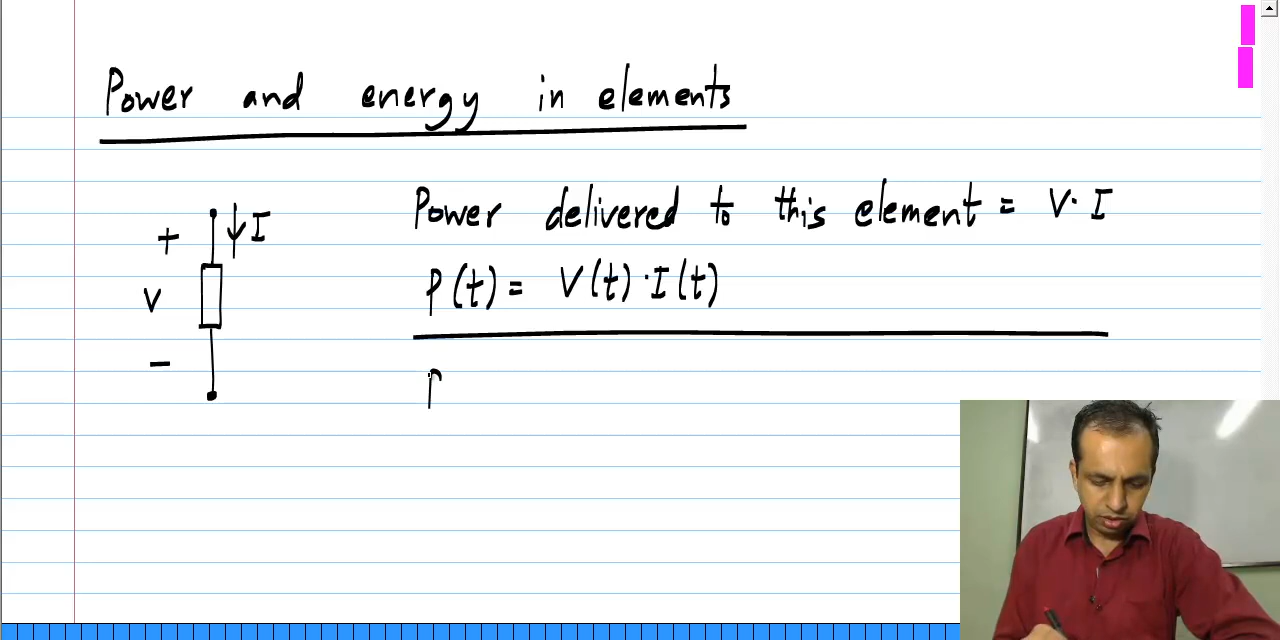 Power and energy in elements
Power delivered to this element = V·I
P(t) = V(t)·I(t)
+
I
V
−